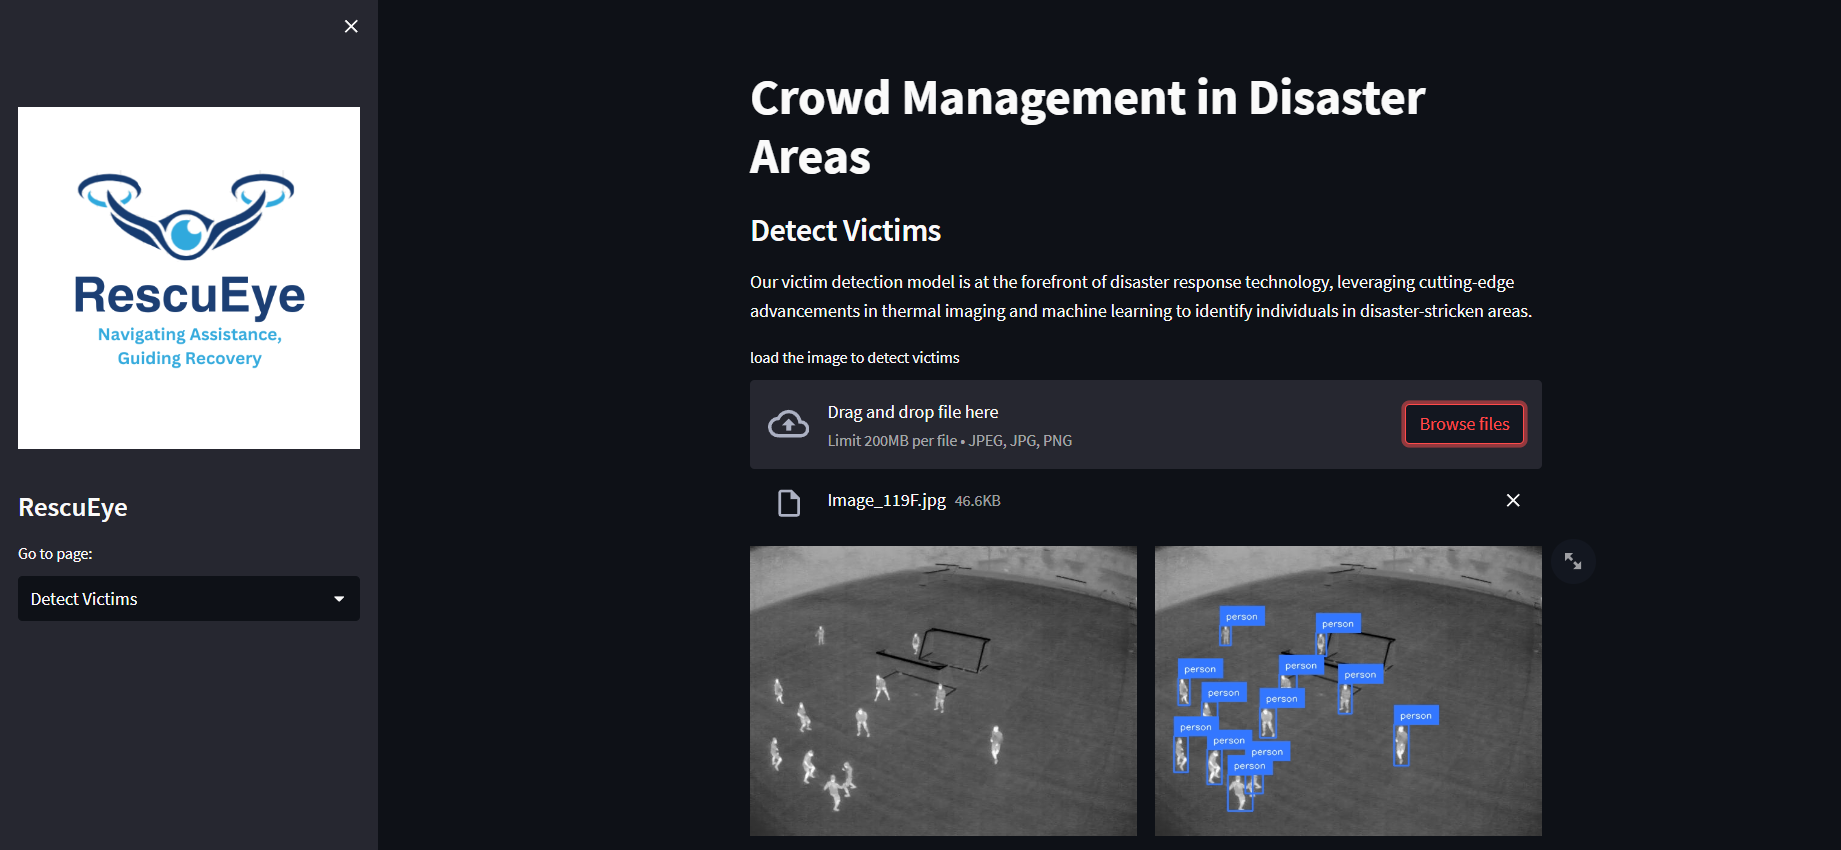 RescuEye
Navigating Assistance,
Guiding Recovery
RescuEye
Go to page:
Detect Victims
Crowd Management in Disaster
Areas
Detect Victims
Our victim detection model is at the forefront of disaster response technology, leveraging cutting-edge
advancements in thermal imaging and machine learning to identify individuals in disaster-stricken areas.
load the image to detect victims
Drag and drop file here
Limit 200MB per file • JPEG, JPG, PNG
Browse files
Image_119F.jpg 46.6KB
person
person
person
person
person
person
person
person
person
person
person
person